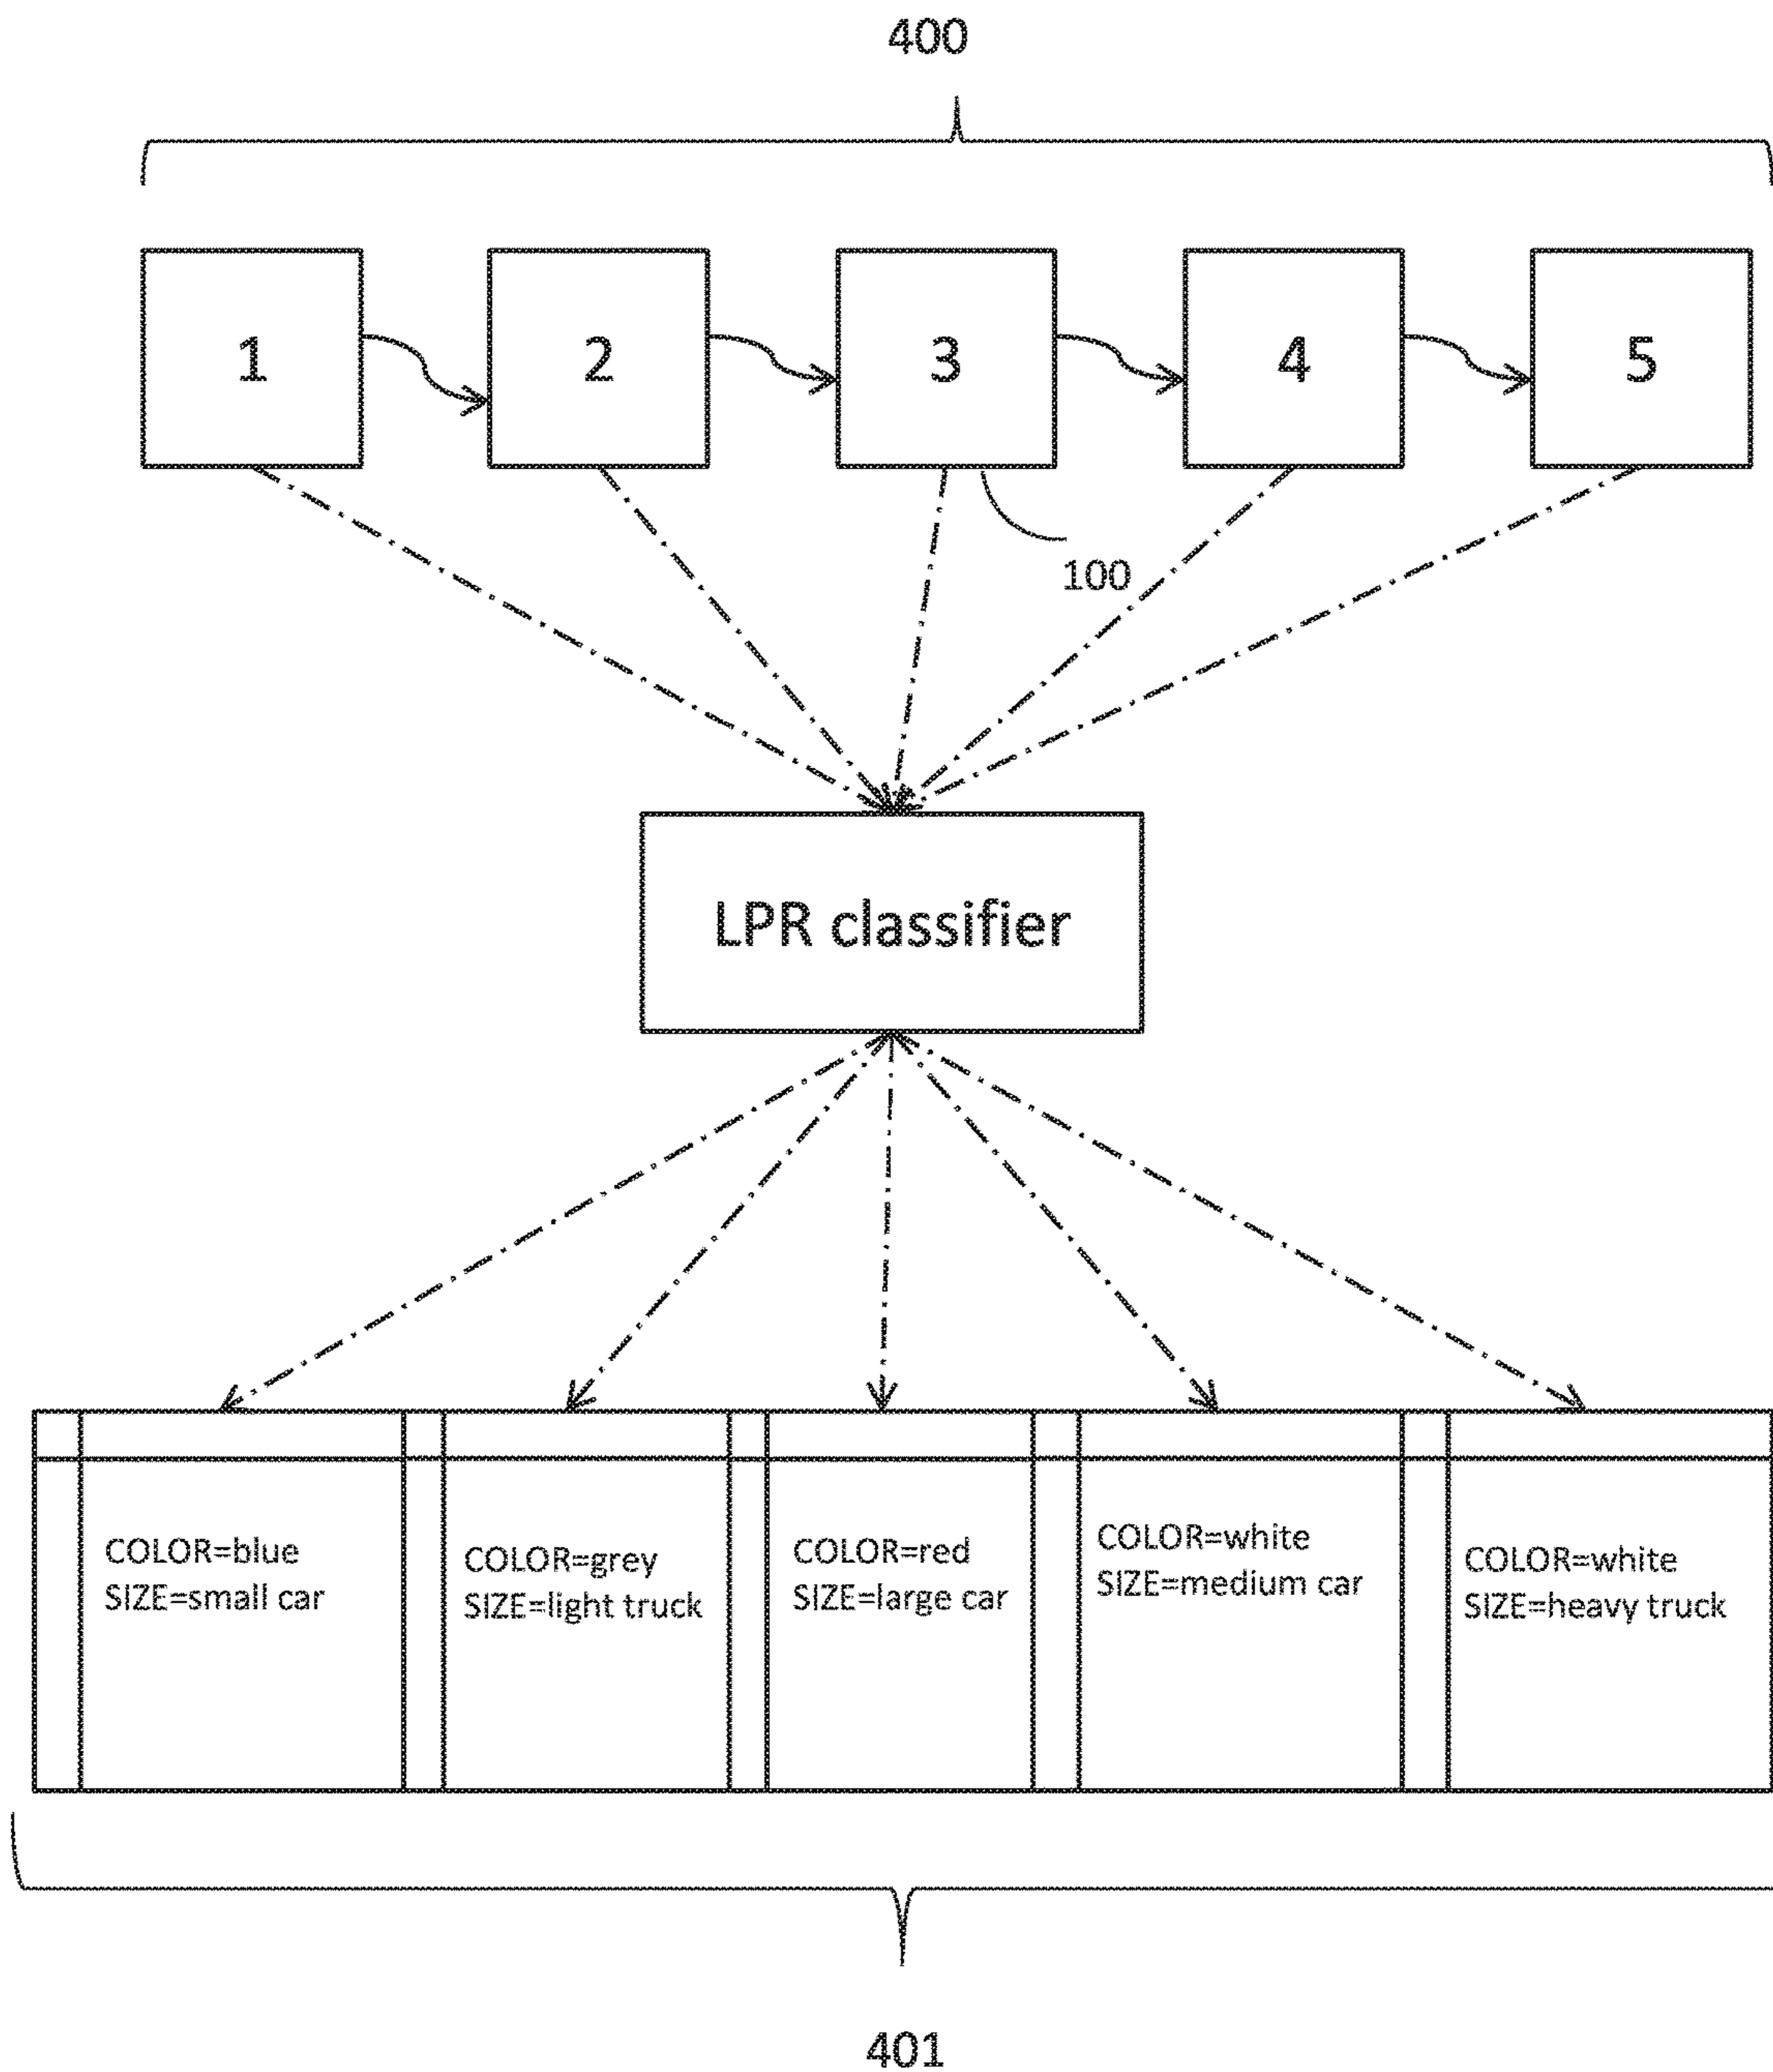 400
1
2
3
4
5
100
LPR classifier
COLOR=blue
SIZE=small car
COLOR=grey
SIZE=light truck
COLOR=red
SIZE=large car
COLOR=white
SIZE=medium car
COLOR=white
SIZE=heavy truck
401